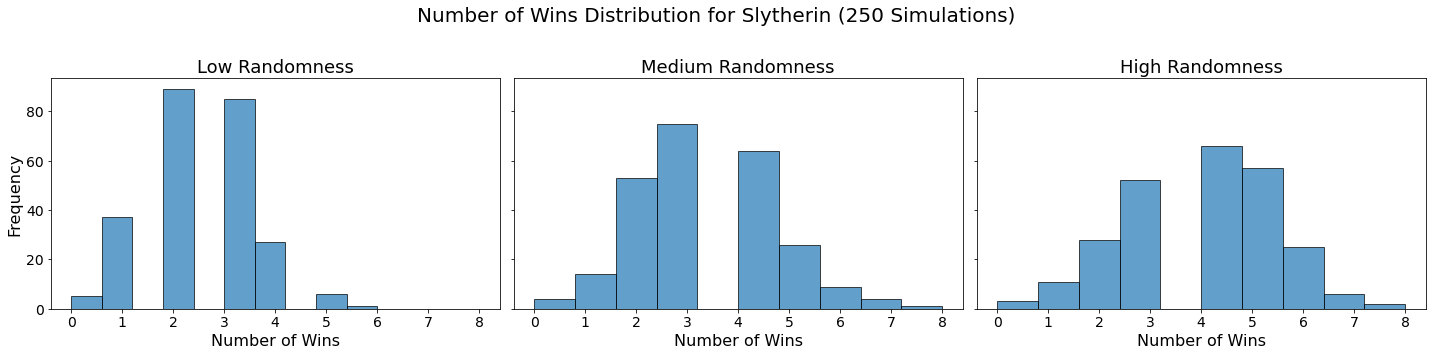 Number of Wins Distribution for Slytherin (250 Simulations)
Low Randomness
Medium Randomness
High Randomness
Frequency
80
60
40
20
0
0 1 2 3 4 5 6 7 8
0 1 2 3 4 5 6 7 8
0 1 2 3 4 5 6 7 8
Number of Wins
Number of Wins
Number of Wins